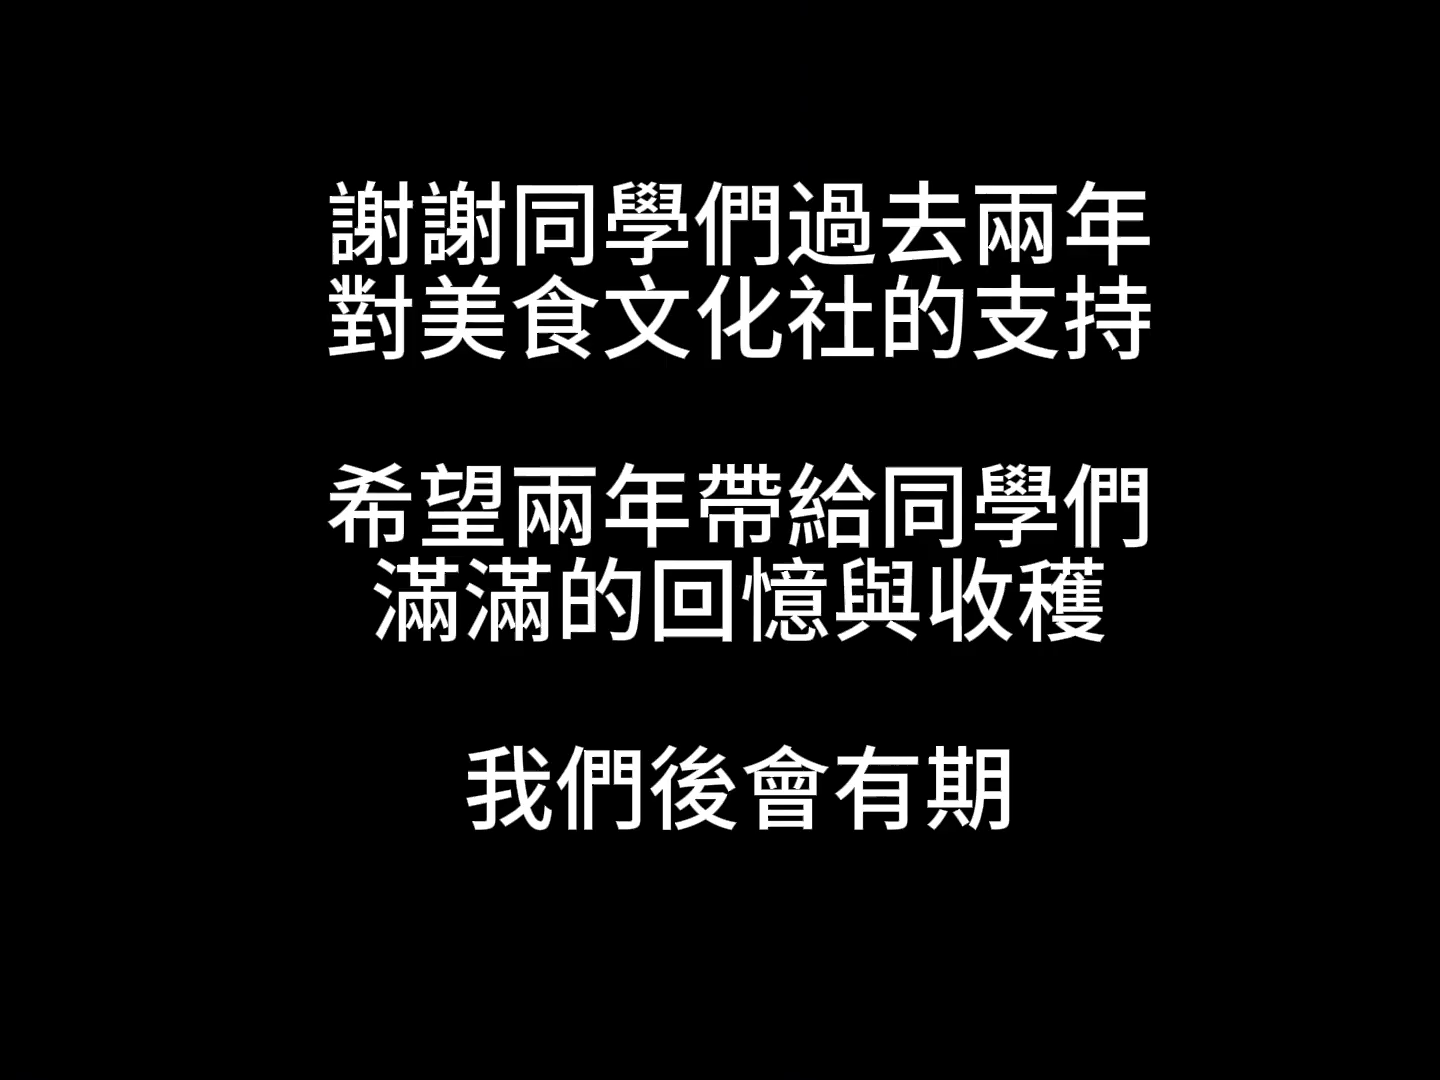 謝謝同學們過去兩年
對美食文化社的支持
希望兩年帶給同學們
滿滿的回憶與收穫
我們後會有期